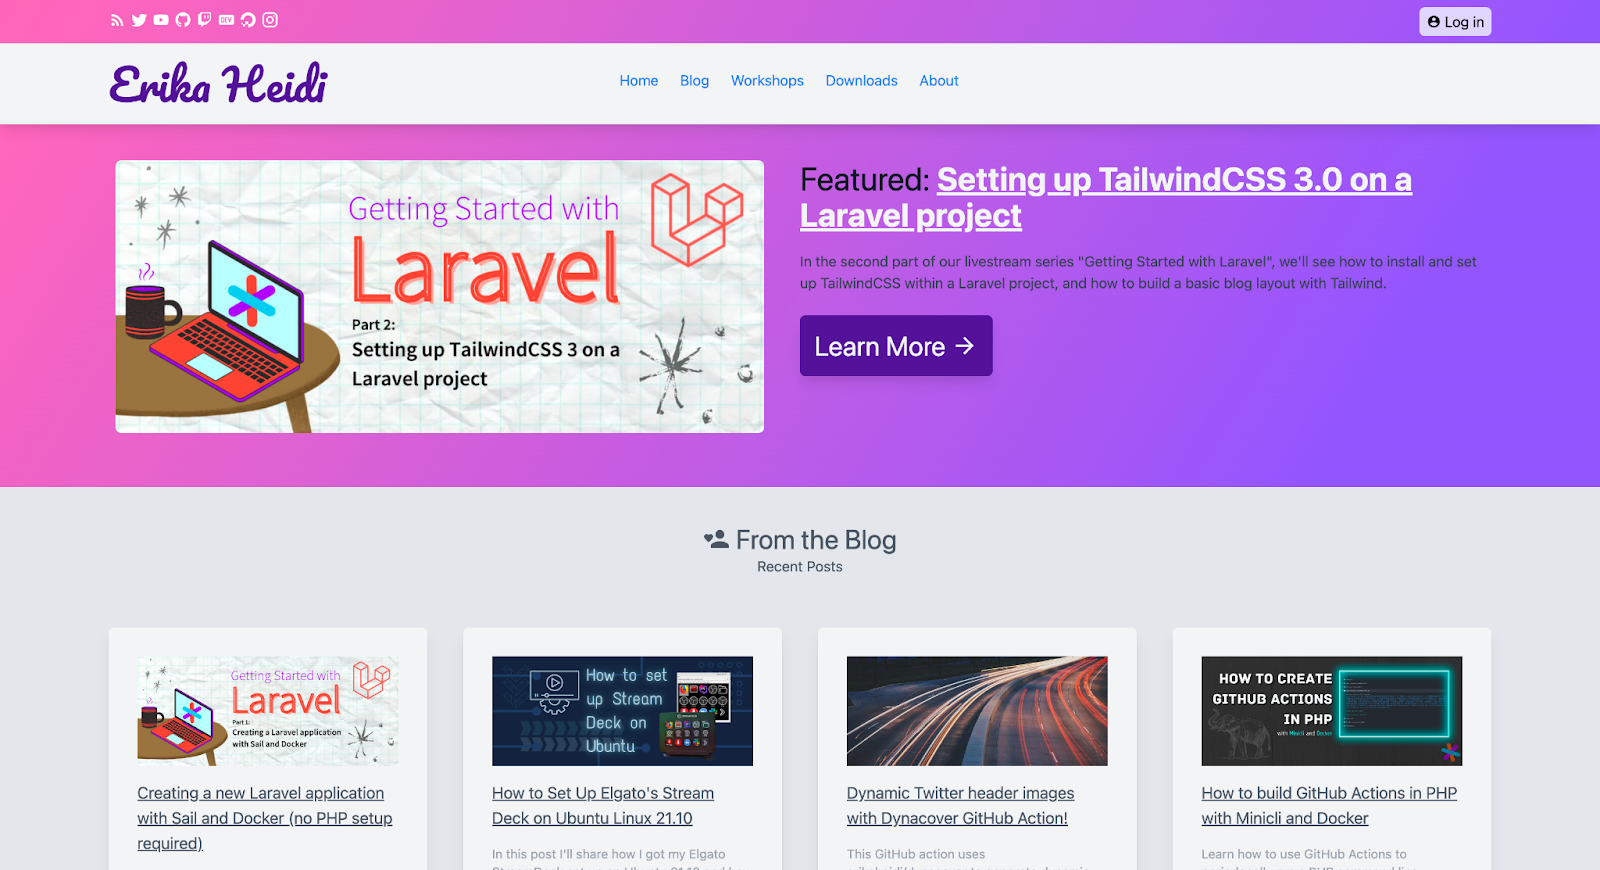 DEV
Log in
Erika Heidi
Home Blog Workshops Downloads About
Getting Started with
Laravel
Part 2:
Setting up TailwindCSS 3 on a
Laravel project
Featured: Setting up TailwindCSS 3.0 on a
Laravel project
In the second part of our livestream series "Getting Started with Laravel", we'll see how to install and set
up TailwindCSS within a Laravel project, and how to build a basic blog layout with Tailwind.
Learn More →
From the Blog
Recent Posts
Getting Started with
Laravel
Part 1:
Creating a Laravel application
with Sail and Docker
Creating a new Laravel application
with Sail and Docker (no PHP setup
required)
How to set
up Stream
Deck on
Ubuntu
How to Set Up Elgato's Stream
Deck on Ubuntu Linux 21.10
In this post I'll share how I got my Elgato
Dynamic Twitter header images
with Dynacover GitHub Action!
This GitHub action uses
HOW TO CREATE
GITHUB ACTIONS
IN PHP
with Minicli and Docker
How to build GitHub Actions in PHP
with Minicli and Docker
Learn how to use GitHub Actions to